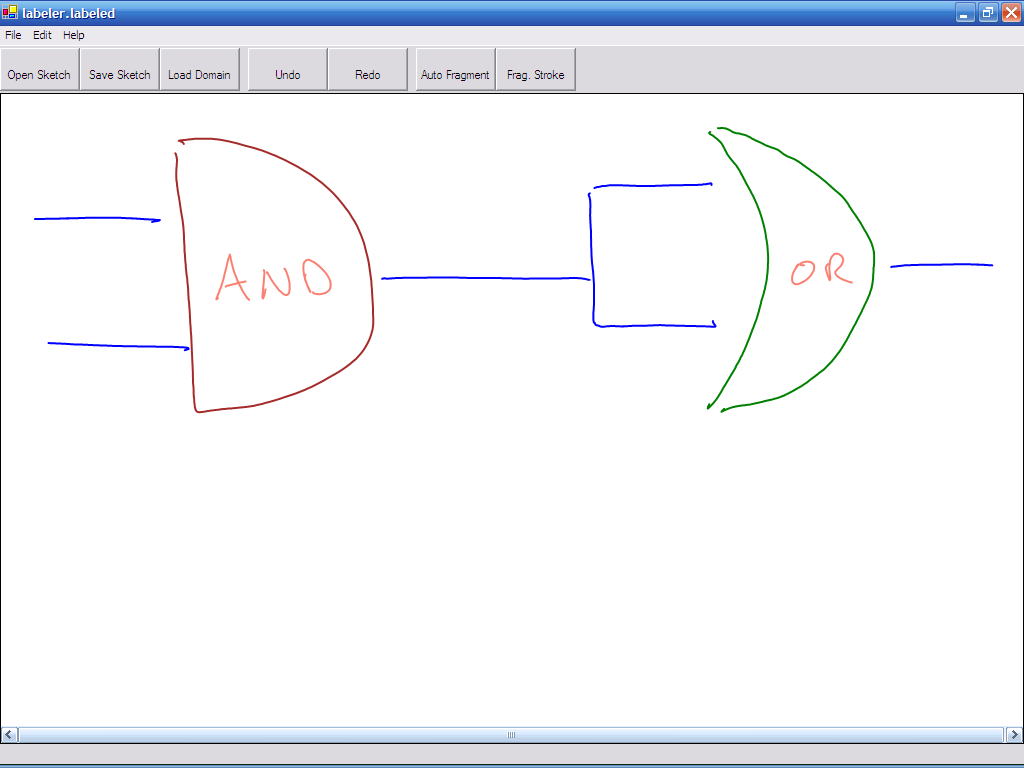 labeler.labeled
File Edit Help
Open Sketch Save Sketch Load Domain Undo Redo Auto Fragment Frag. Stroke
AND OR